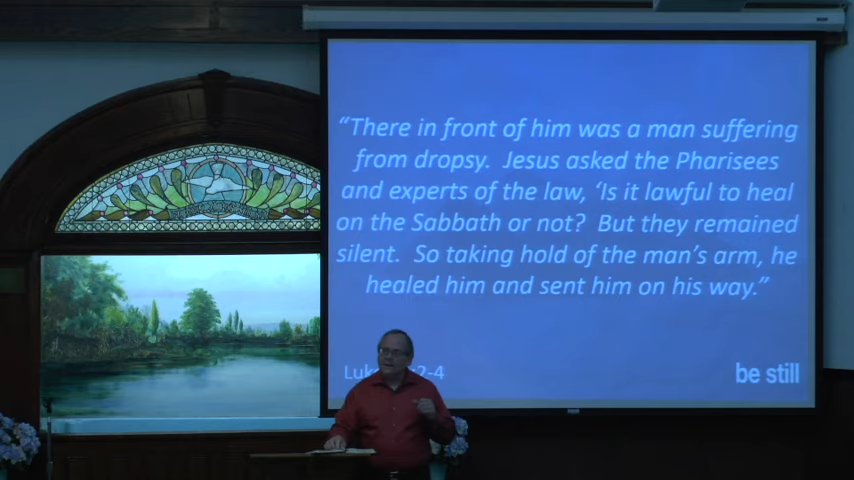 “There in front of him was a man suffering
from dropsy. Jesus asked the Pharisees
and experts of the law, ‘Is it lawful to heal
on the Sabbath or not? But they remained
silent. So taking hold of the man’s arm, he
healed him and sent him on his way.”
2-4
be still